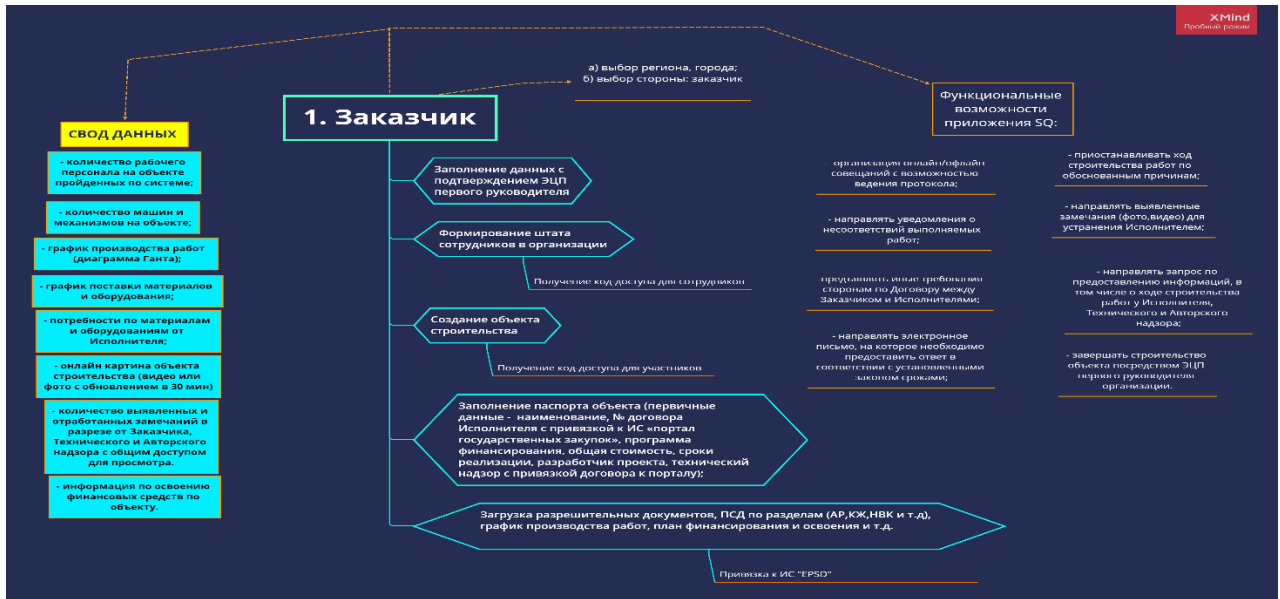 XMind
Пробный режим
а) выбор региона, города;
б) выбор стороны: заказчик
1. Заказчик
СВОД ДАННЫХ
- количество рабочего
персонала на объекте
пройденных по системе;
- количество машин и
механизмов на объекте;
- график производства работ
(диаграмма Ганта);
- график поставки материалов
и оборудования;
- потребности по материалам
и оборудованиям от
Исполнителя;
- онлайн картина объекта
строительства (видео или
фото с обновлением в 30 мин)
- количество выявленных и
отработанных замечаний в
разрезе от Заказчика,
Технического и Авторского
надзора с общим доступом
для просмотра.
- информация по освоению
финансовых средств по
объекту.
Заполнение данных с
подтверждением ЭЦП
первого руководителя
Формирование штата
сотрудников в организации
Получение код доступа для сотрудников
Создание объекта
строительства
Получение код доступа для участников
Заполнение паспорта объекта (первичные
данные - наименование, № договора
Исполнителя с привязкой к ИС «портал
государственных закупок», программа
финансирования, общая стоимость, сроки
реализации, разработчик проекта, технический
надзор с привязкой договора к порталу);
Загрузка разрешительных документов, ПСД по разделам (АР,КЖ,НВК и т.д),
график производства работ, план финансирования и освоения и т.д.
Привязка к ИС "EPSD"
Функциональные
возможности
приложения SQ:
- организация онлайн/офлайн
совещаний с возможностью
ведения протокола;
- направлять уведомления о
несоответствий выполняемых
работ;
предъявлять иные требования
сторонам по Договору между
Заказчиком и Исполнителями;
- направлять электронное
письмо, на которое необходимо
предоставить ответ в
соответствии с установленными
законом сроками;
- приостанавливать ход
строительства работ по
обоснованным причинам;
- направлять выявленные
замечания (фото,видео) для
устранения Исполнителем;
- направлять запрос по
предоставлению информаций, в
том числе о ходе строительства
работ у Исполнителя,
Технического и Авторского
надзора;
- завершать строительство
объекта посредством ЭЦП
первого руководителя
организации.